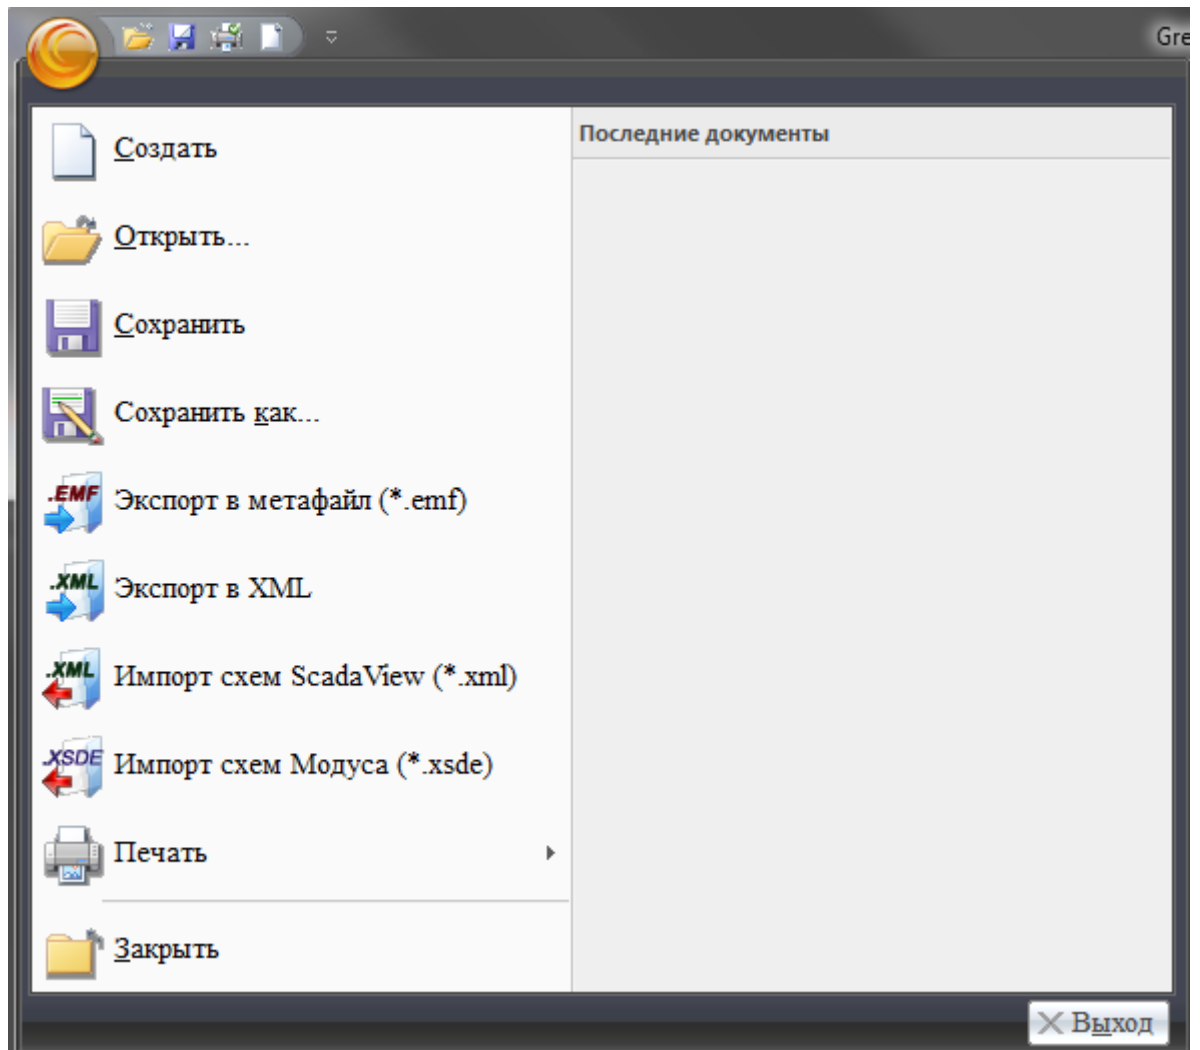 Gre
Последние документы
Создать
Открыть...
Сохранить
Сохранить как...
.EMF
Экспорт в метафайл (*.emf)
.XML
Экспорт в XML
.XML
Импорт схем ScadaView (*.xml)
.XSDE
Импорт схем Модуса (*.xsde)
Печать
Закрыть
Выход